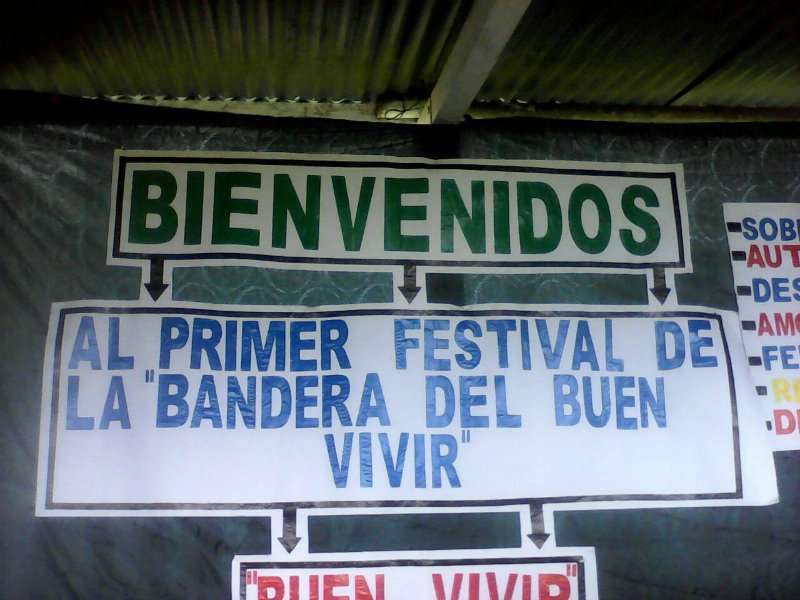 BIENVENIDOS
AL PRIMER FESTIVAL DE
LA "BANDERA DEL BUEN
VIVIR"
"BUEN VIVIR"